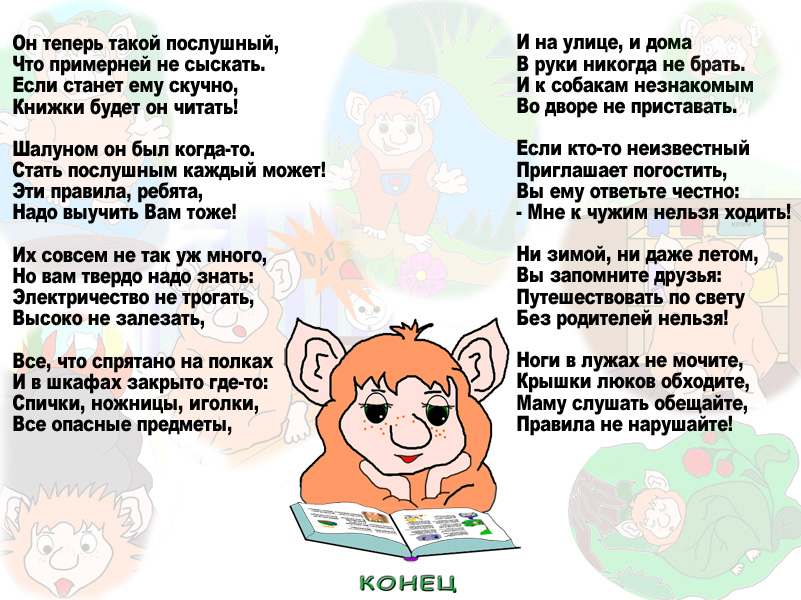 Он теперь такой послушный,
Что примерней не сыскать.
Если станет ему скучно,
Книжки будет он читать!
Шалуном он был когда-то.
Стать послушным каждый может!
Эти правила, ребята,
Надо выучить Вам тоже!
Их совсем не так уж много,
Но вам твердо надо знать:
Электричество не трогать,
Высоко не залезать,
Все, что спрятано на полках
И в шкафах закрыто где-то:
Спички, ножницы, иголки,
Все опасные предметы,
И на улице, и дома
В руки никогда не брать.
И к собакам незнакомым
Во дворе не приставать.
Если кто-то неизвестный
Приглашает погостить,
Вы ему ответьте честно:
- Мне к чужим нельзя ходить!
Ни зимой, ни даже летом,
Вы запомните друзья:
Путешествовать по свету
Без родителей нельзя!
Ноги в лужах не мочите,
Крышки люков обходите,
Маму слушать обещайте,
Правила не нарушайте!
КОНЕЦ